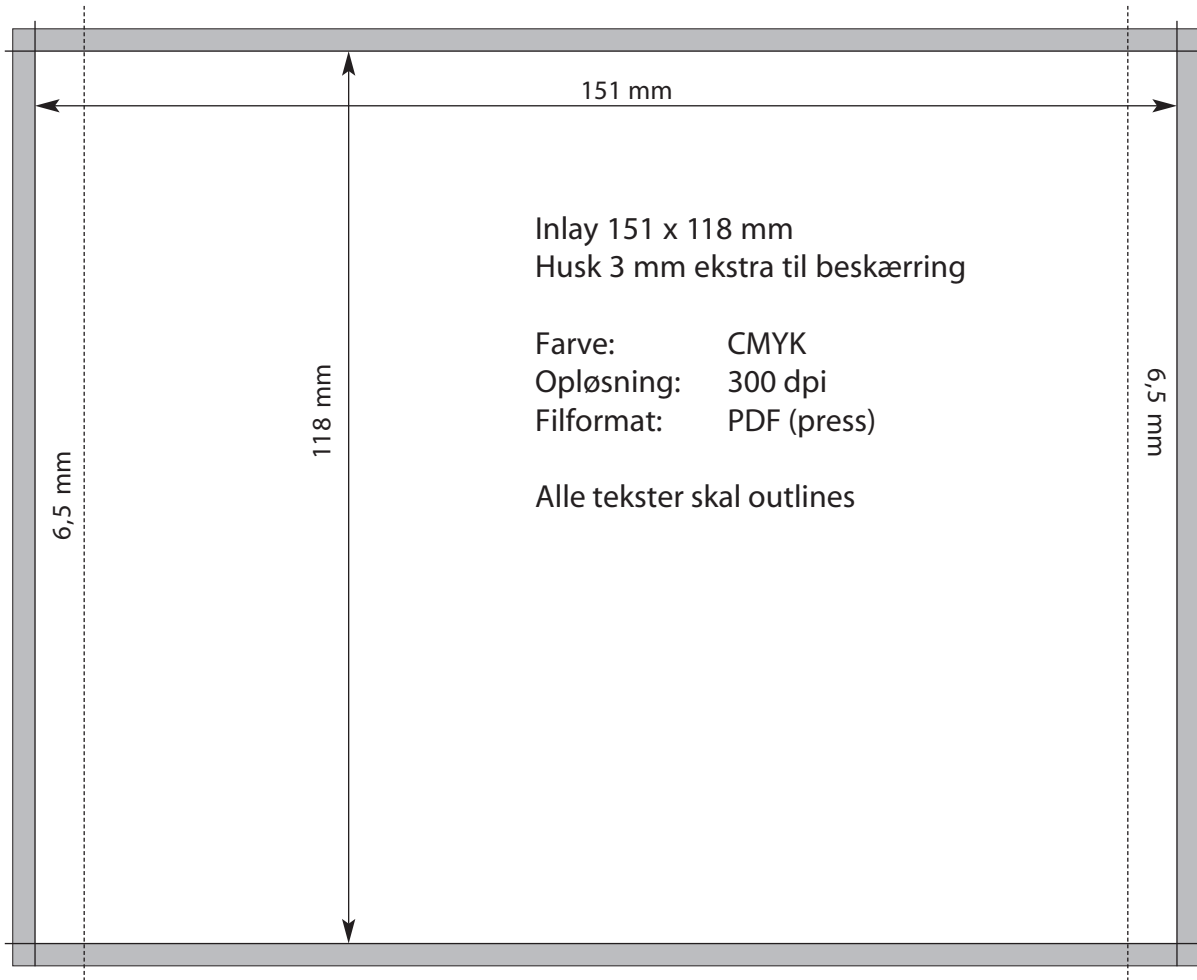 151 mm
Inlay 151 x 118 mm
Husk 3 mm ekstra til beskærring
Farve: CMYK
Opløsning: 300 dpi
Filformat: PDF (press)
Alle tekster skal outlines
118 mm
6,5 mm
6,5 mm